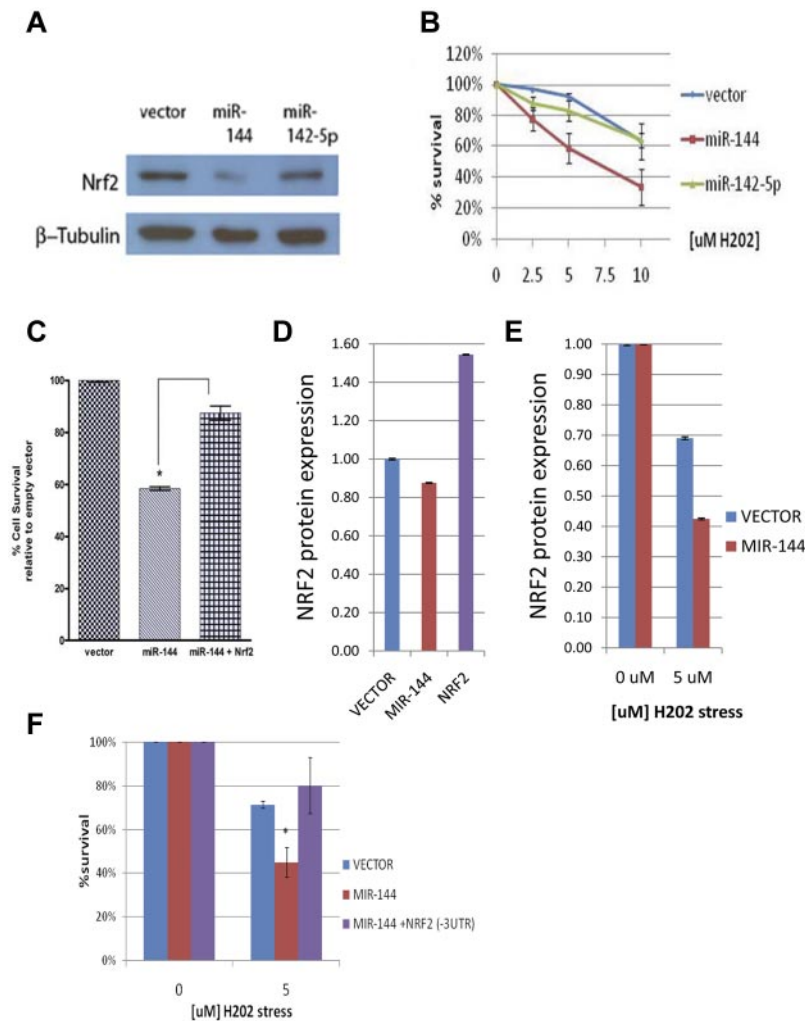 A
vector
miR-
144
miR-
142-5p
Nrf2
β–Tubulin
B
120%
100%
80%
60%
40%
20%
0%
% survival
0
2.5
5
7.5
10
[uM H202]
vector
miR-144
miR-142-5p
C
% Cell Survival
relative to empty vector
100
80
60
40
20
0
*
vector
miR-144
miR-144 + Nrf2
D
NRF2 protein expression
1.60
1.40
1.20
1.00
0.80
0.60
0.40
0.20
0.00
VECTOR
MIR-144
NRF2
E
NRF2 protein expression
1.00
0.90
0.80
0.70
0.60
0.50
0.40
0.30
0.20
0.10
0.00
0 uM
5 uM
[uM] H202 stress
VECTOR
MIR-144
F
%survival
100%
80%
60%
40%
20%
0%
*
0
5
[uM] H202 stress
VECTOR
MIR-144
MIR-144 +NRF2 (-3UTR)